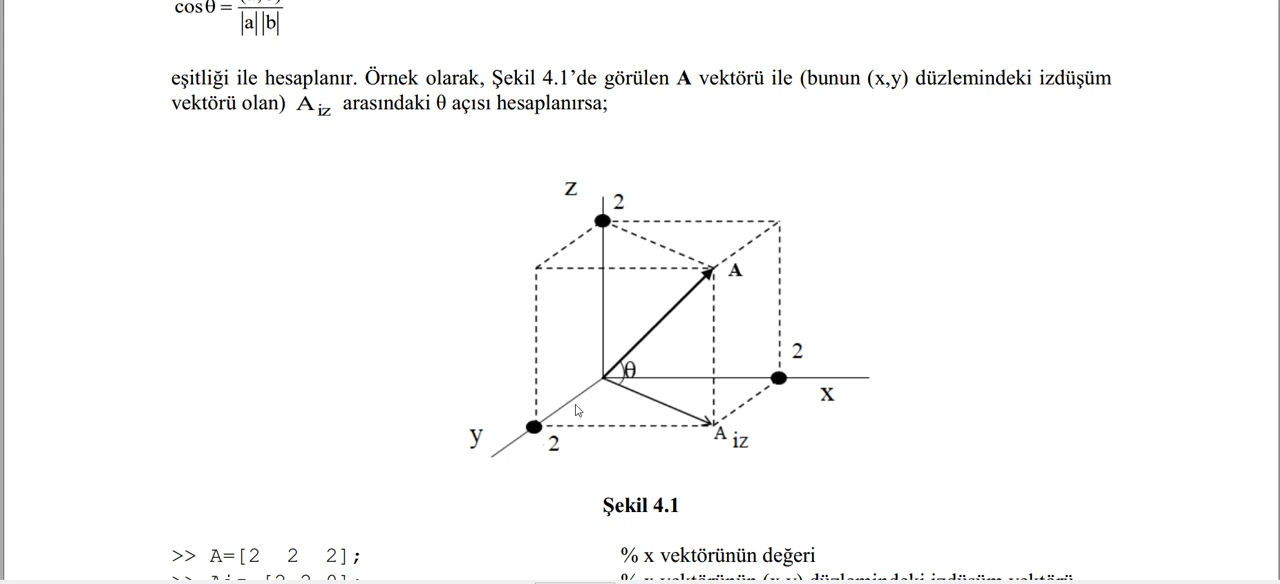 cosθ = 
|a||b|
eşitliği ile hesaplanır. Örnek olarak, Şekil 4.1’de görülen A vektörü ile (bunun (x,y) düzlemindeki izdüşüm
vektörü olan) A iz arasındaki θ açısı hesaplanırsa;
z
2
A
θ
2
x
y
2
A iz
Şekil 4.1
>> A=[2 2 2]; % x vektörünün değeri